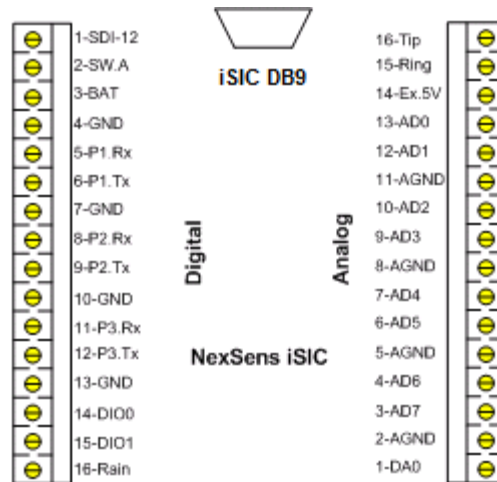 1-SDI-12
2-SW.A
3-BAT
4-GND
5-P1.Rx
6-P1.Tx
7-GND
8-P2.Rx
9-P2.Tx
10-GND
11-P3.Rx
12-P3.Tx
13-GND
14-DIO0
15-DIO1
16-Rain
iSIC DB9
Digital
Analog
NexSens iSIC
16-Tip
15-Ring
14-Ex.5V
13-AD0
12-AD1
11-AGND
10-AD2
9-AD3
8-AGND
7-AD4
6-AD5
5-AGND
4-AD6
3-AD7
2-AGND
1-DA0